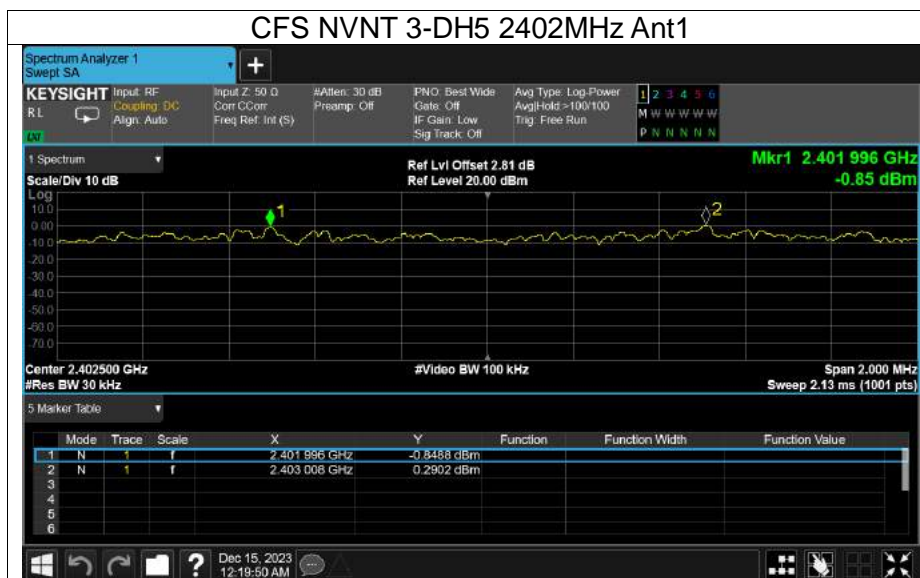 CFS NVNT 3-DH5 2402MHz Ant1
Spectrum Analyzer 1
Swept SA
+
KEYSIGHT Input: RF Input Z: 50 Ω #Atten: 30 dB PNO: Best Wide Avg Type: Log-Power 1 2 3 4 5 6
RL Coupling: DC Corr CCorr Preamp: Off Gate: Off Avg|Hold:>100/100 M W W W W W
Align: Auto Freq Ref: Int (S) IF Gain: Low Trig: Free Run
LXI Sig Track: Off P N N N N N
1 Spectrum Ref Lvl Offset 2.81 dB Mkr1 2.401 996 GHz
Scale/Div 10 dB Ref Level 20.00 dBm -0.85 dBm
Log
10.0 1 2
0.00
-10.0
-20.0
-30.0
-40.0
-50.0
-60.0
-70.0
Center 2.402500 GHz #Video BW 100 kHz Span 2.000 MHz
#Res BW 30 kHz Sweep 2.13 ms (1001 pts)
5 Marker Table
Mode Trace Scale X Y Function Function Width Function Value
1 N 1 f 2.401 996 GHz -0.8488 dBm
2 N 1 f 2.403 008 GHz 0.2902 dBm
3
4
5
6
? Dec 15, 2023
12:19:50 AM